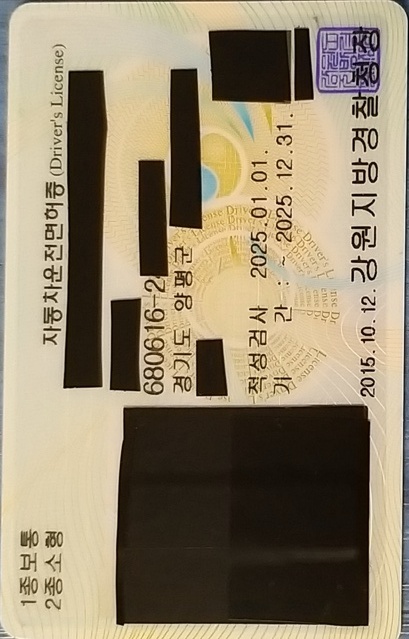 1종보통
2종소형
자동차운전면허증 (Driver's License)
680616-2
경기도 양평군
적성검사 2025.01.01.
기 간 : ~ 2025.12.31.
2015.10.12. 강원지방경찰청장